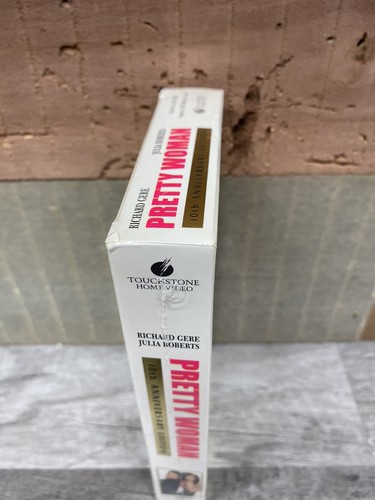 RICHARD GERE
JULIA ROBERTS
PRETTY WOMAN
10th ANNIVERSARY EDITION
TOUCHSTONE
HOME VIDEO
RICHARD GERE
JULIA ROBERTS
PRETTY WOMAN
10th ANNIVERSARY EDITION